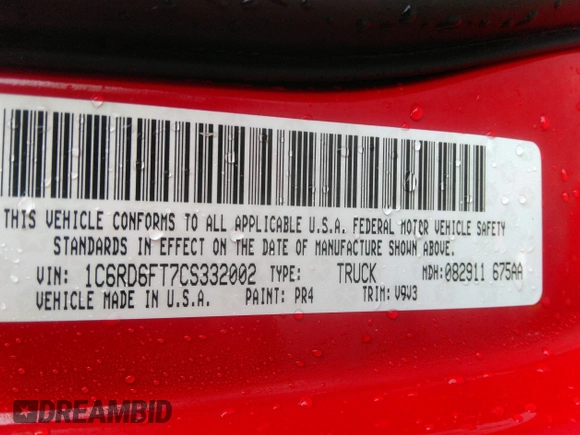 THIS VEHICLE CONFORMS TO ALL APPLICABLE U.S.A. FEDERAL MOTOR VEHICLE SAFETY
STANDARDS IN EFFECT ON THE DATE OF MANUFACTURE SHOWN ABOVE.
VIN: 1C6RD6FT7CS332002 TYPE: TRUCK MDH:082911 675AA
VEHICLE MADE IN U.S.A. PAINT: PR4 TRIM: V9V3
DREAMBID